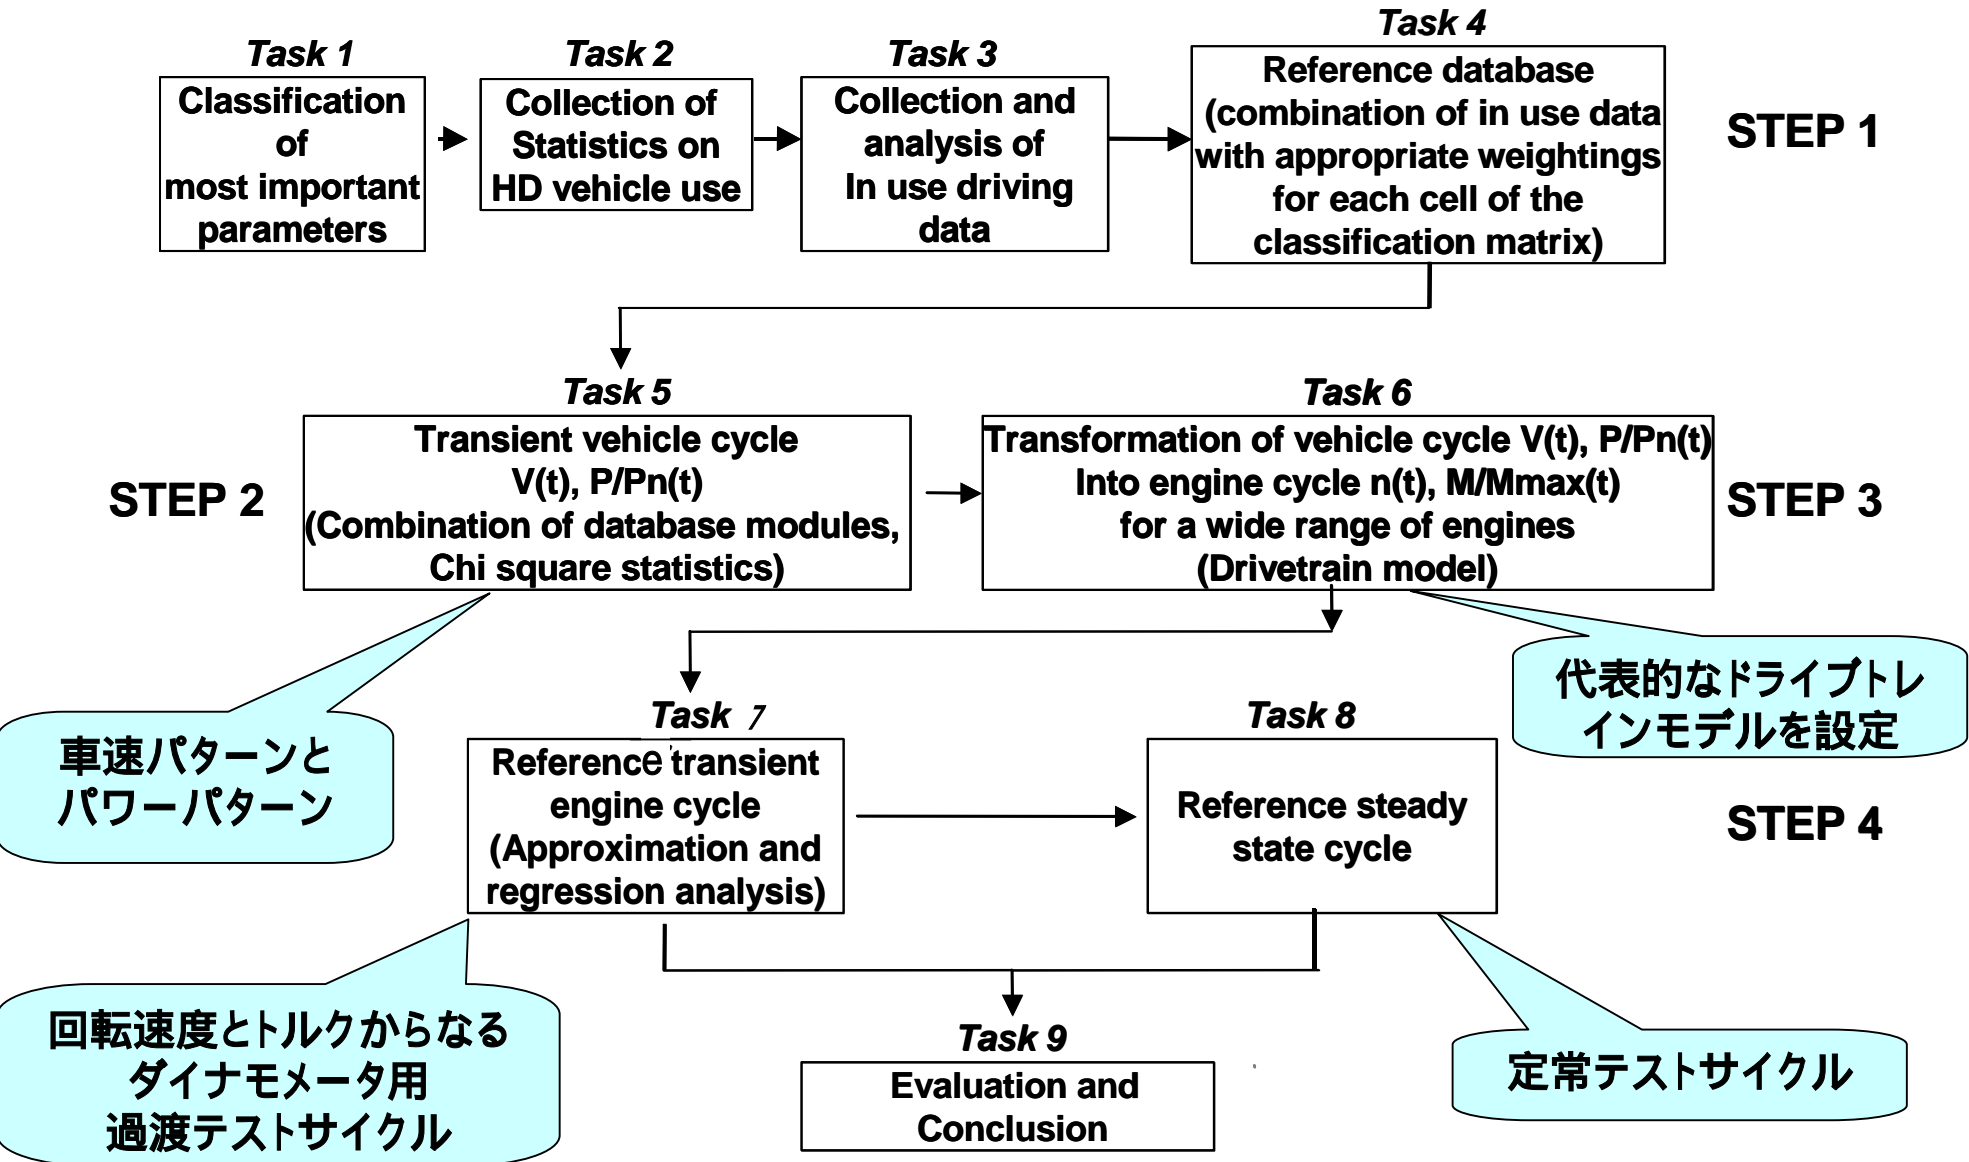 Task 1
Classification
of
most important
parameters
Task 2
Collection of
Statistics on
HD vehicle use
Task 3
Collection and
analysis of
In use driving
data
Task 4
Reference database
(combination of in use data
with appropriate weightings
for each cell of the
classification matrix)
STEP 1
STEP 2
Task 5
Transient vehicle cycle
V(t), P/Pn(t)
(Combination of database modules,
Chi square statistics)
Task 6
Transformation of vehicle cycle V(t), P/Pn(t)
Into engine cycle n(t), M/Mmax(t)
for a wide range of engines
(Drivetrain model)
STEP 3
車速パターンと
パワーパターン
代表的なドライブトレ
インモデルを設定
Task 7
Reference transient
engine cycle
(Approximation and
regression analysis)
Task 8
Reference steady
state cycle
STEP 4
回転速度とトルクからなる
ダイナモメータ用
過渡テストサイクル
定常テストサイクル
Task 9
Evaluation and
Conclusion